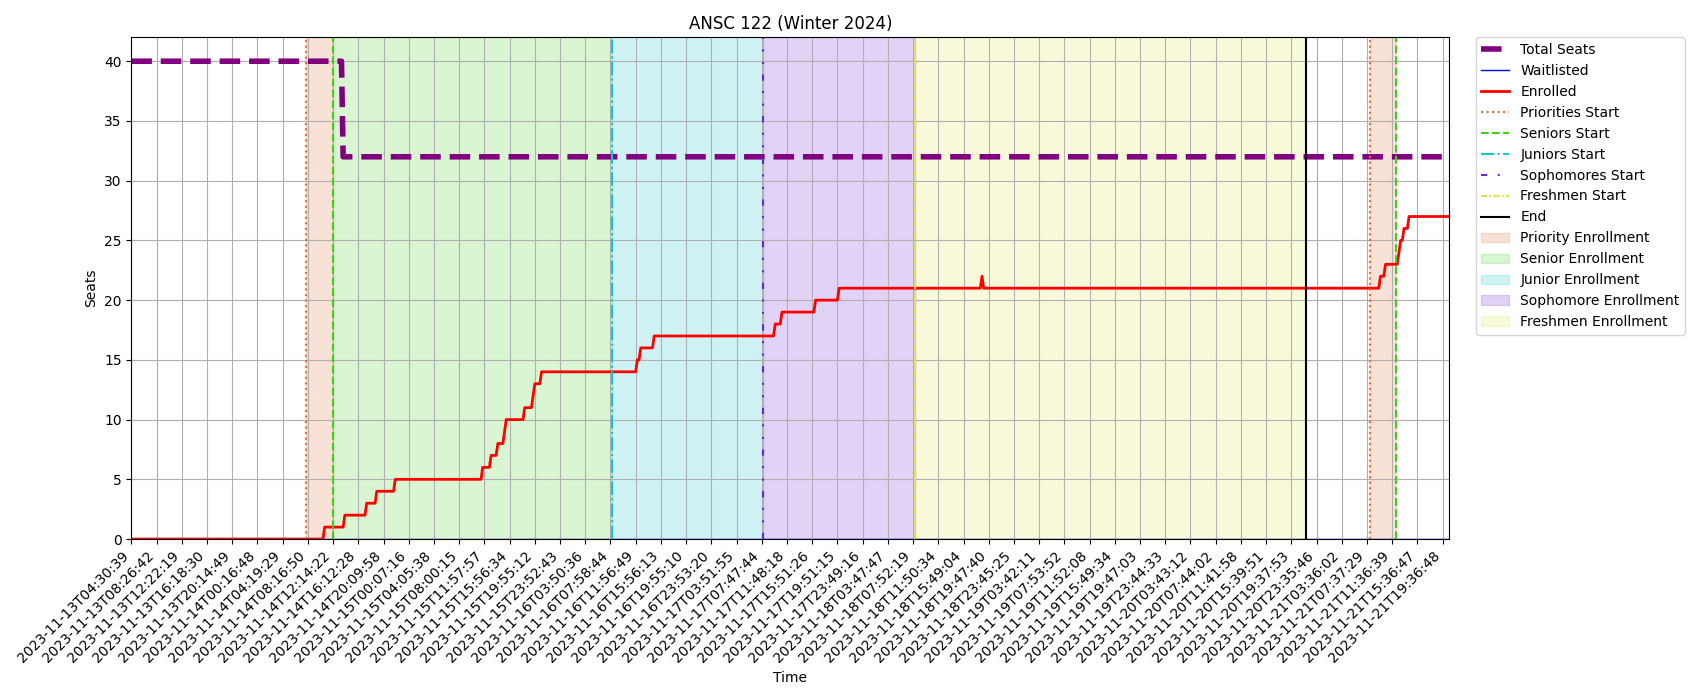 ANSC 122 (Winter 2024)
Seats
40
35
30
25
20
15
10
5
0
2023-11-13T04:30:39
2023-11-13T08:26:42
2023-11-13T12:22:19
2023-11-13T16:18:30
2023-11-13T20:14:49
2023-11-14T00:16:48
2023-11-14T04:19:29
2023-11-14T08:16:50
2023-11-14T12:14:22
2023-11-14T16:12:28
2023-11-14T20:09:58
2023-11-15T00:07:16
2023-11-15T04:05:38
2023-11-15T08:00:15
2023-11-15T11:57:57
2023-11-15T15:56:34
2023-11-15T19:55:12
2023-11-15T23:52:43
2023-11-16T03:50:36
2023-11-16T07:58:44
2023-11-16T11:56:49
2023-11-16T15:56:13
2023-11-16T19:55:10
2023-11-16T23:53:20
2023-11-17T03:51:55
2023-11-17T07:47:44
2023-11-17T11:48:18
2023-11-17T15:51:26
2023-11-17T19:51:15
2023-11-17T23:49:16
2023-11-18T03:47:47
2023-11-18T07:52:19
2023-11-18T11:50:34
2023-11-18T15:49:04
2023-11-18T19:47:40
2023-11-18T23:45:25
2023-11-19T03:42:11
2023-11-19T07:53:52
2023-11-19T11:52:08
2023-11-19T15:49:34
2023-11-19T19:47:03
2023-11-19T23:44:33
2023-11-20T03:43:12
2023-11-20T07:44:02
2023-11-20T11:41:58
2023-11-20T15:39:51
2023-11-20T19:37:53
2023-11-20T23:35:46
2023-11-21T03:36:02
2023-11-21T07:37:29
2023-11-21T11:36:39
2023-11-21T15:36:47
2023-11-21T19:36:48
Time
Total Seats
Waitlisted
Enrolled
Priorities Start
Seniors Start
Juniors Start
Sophomores Start
Freshmen Start
End
Priority Enrollment
Senior Enrollment
Junior Enrollment
Sophomore Enrollment
Freshmen Enrollment